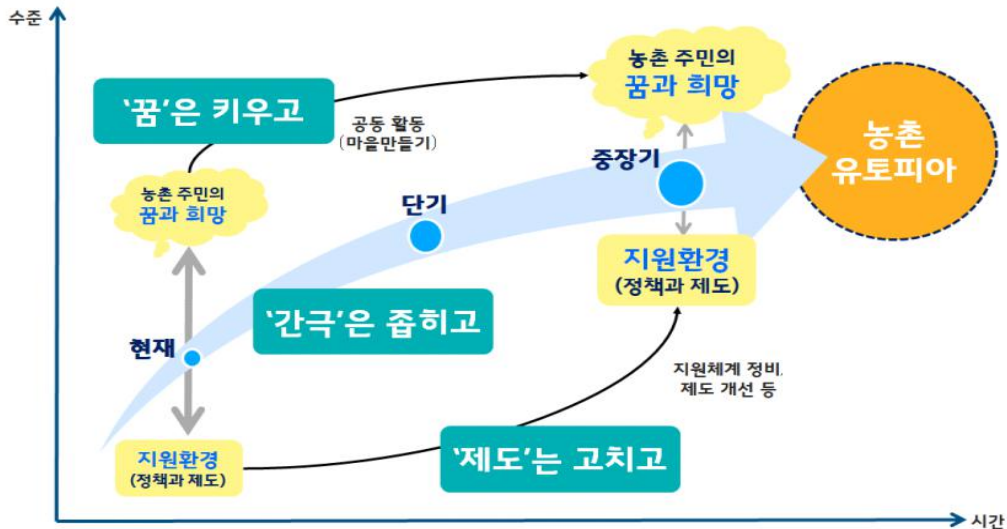 수준
농촌 주민의
꿈과 희망
'꿈'은 키우고
공동 활동
(마을만들기)
농촌
유토피아
중장기
농촌 주민의
꿈과 희망
단기
지원환경
(정책과 제도)
'간극'은 좁히고
현재
지원체계 정비,
제도 개선 등
지원환경
(정책과 제도)
'제도'는 고치고
시간